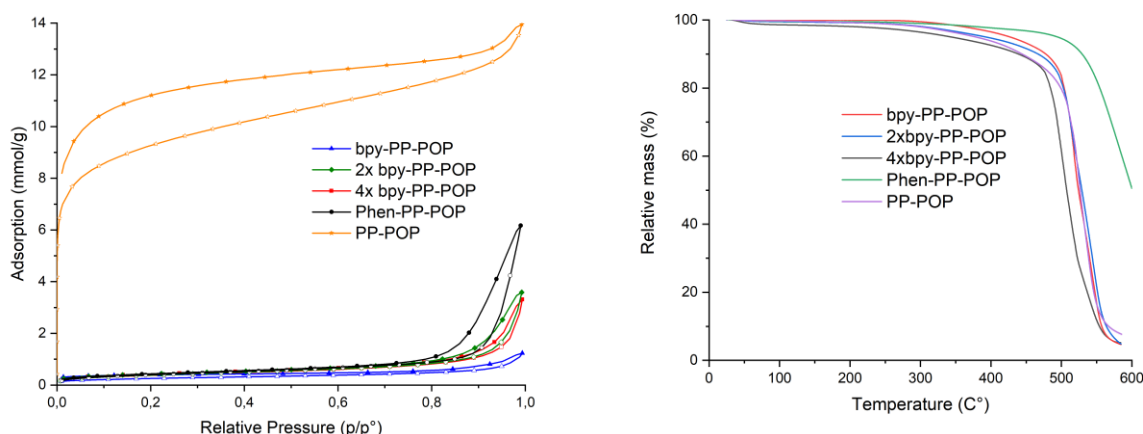 14
12
10
8
6
4
2
0
Adsorption (mmol/g)
bpy-PP-POP
2x bpy-PP-POP
4x bpy-PP-POP
Phen-PP-POP
PP-POP
0,0
0,2
0,4
0,6
0,8
1,0
Relative Pressure (p/p°)
100
80
60
40
20
0
Relative mass (%)
bpy-PP-POP
2xbpy-PP-POP
4xbpy-PP-POP
Phen-PP-POP
PP-POP
0
100
200
300
400
500
600
Temperature (C°)